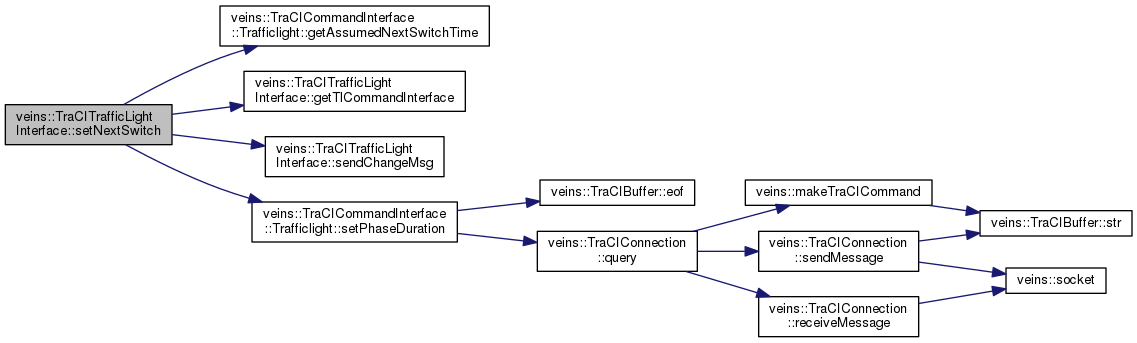 veins::TraCICommandInterface
::Trafficlight::getAssumedNextSwitchTime
veins::TraCITrafficLight
Interface::getTlCommandInterface
veins::TraCITrafficLight
Interface::setNextSwitch
veins::TraCITrafficLight
Interface::sendChangeMsg
veins::TraCICommandInterface
::Trafficlight::setPhaseDuration
veins::TraCIBuffer::eof
veins::TraCIConnection
::query
veins::makeTraCICommand
veins::TraCIConnection
::sendMessage
veins::TraCIConnection
::receiveMessage
veins::TraCIBuffer::str
veins::socket